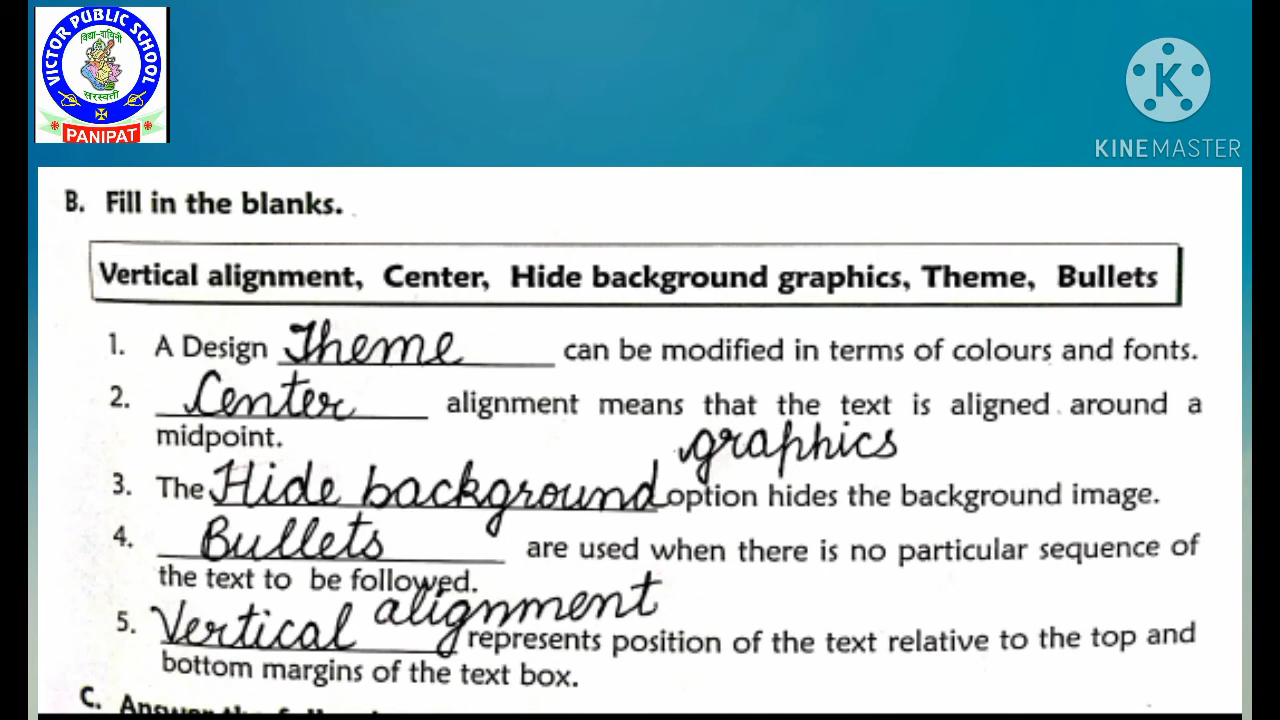 VICTOR PUBLIC SCHOOL
विद्या-दायिनी
सरस्वती
PANIPAT
K
KINEMASTER
B. Fill in the blanks.
Vertical alignment, Center, Hide background graphics, Theme, Bullets
1. A Design Theme can be modified in terms of colours and fonts.
2. Center alignment means that the text is aligned around a
midpoint.
graphics
3. The Hide background option hides the background image.
4. Bullets are used when there is no particular sequence of
the text to be followed.
5. Vertical alignment represents position of the text relative to the top and
bottom margins of the text box.
C. Answer the